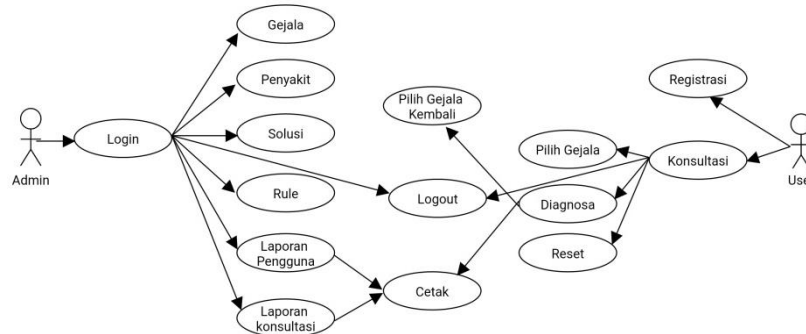 Gejala
Penyakit
Registrasi
Pilih Gejala
Kembali
Login
Solusi
Pilih Gejala
Konsultasi
Admin
Use
Rule
Logout
Diagnosa
Laporan
Pengguna
Reset
Cetak
Laporan
konsultasi